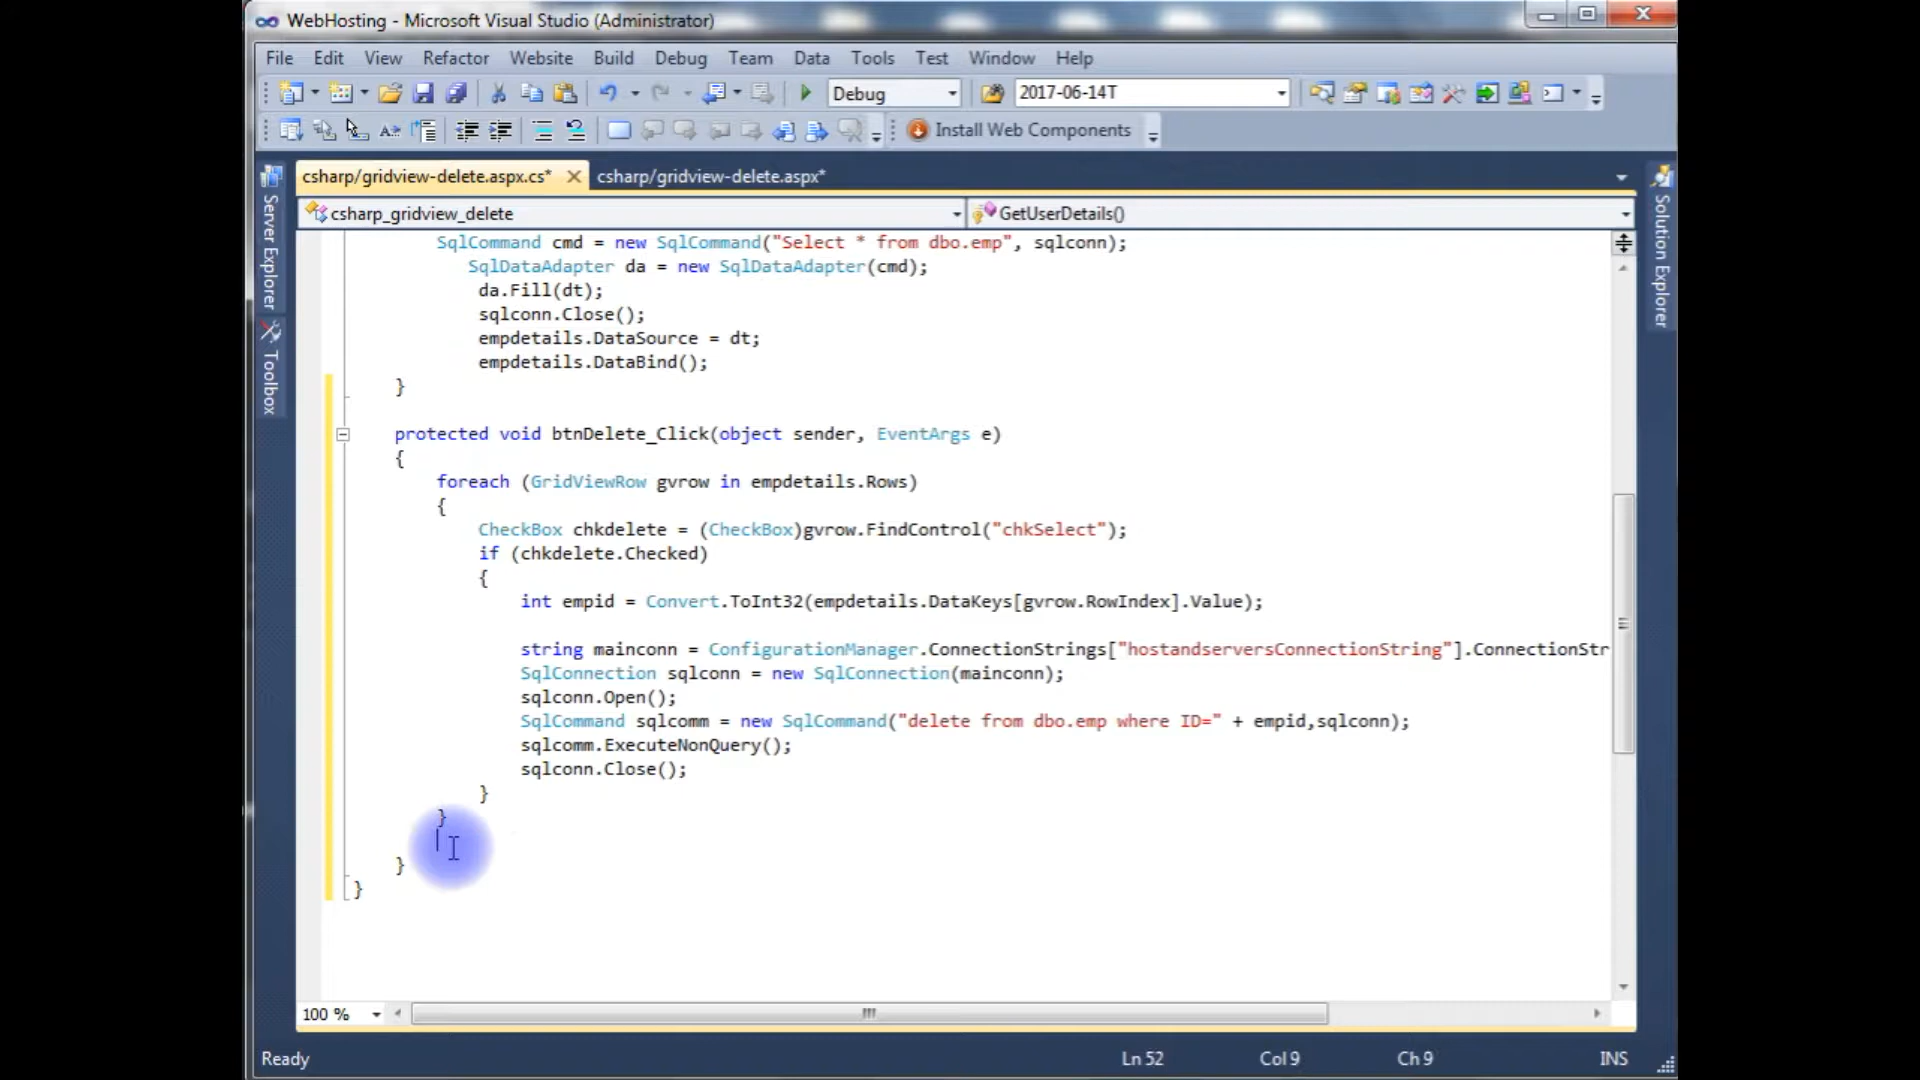 WebHosting - Microsoft Visual Studio (Administrator)
File Edit View Refactor Website Build Debug Team Data Tools Test Window Help
Debug 2017-06-14T
Install Web Components
csharp/gridview-delete.aspx.cs* csharp/gridview-delete.aspx*
csharp_gridview_delete GetUserDetails()
Server Explorer
Toolbox
Solution Explorer
SqlCommand cmd = new SqlCommand("Select * from dbo.emp", sqlconn);
SqlDataAdapter da = new SqlDataAdapter(cmd);
da.Fill(dt);
sqlconn.Close();
empdetails.DataSource = dt;
empdetails.DataBind();
}
protected void btnDelete_Click(object sender, EventArgs e)
{
foreach (GridViewRow gvrow in empdetails.Rows)
{
CheckBox chkdelete = (CheckBox)gvrow.FindControl("chkSelect");
if (chkdelete.Checked)
{
int empid = Convert.ToInt32(empdetails.DataKeys[gvrow.RowIndex].Value);
string mainconn = ConfigurationManager.ConnectionStrings["hostandserversConnectionString"].ConnectionStr
SqlConnection sqlconn = new SqlConnection(mainconn);
sqlconn.Open();
SqlCommand sqlcomm = new SqlCommand("delete from dbo.emp where ID=" + empid,sqlconn);
sqlcomm.ExecuteNonQuery();
sqlconn.Close();
}
}
}
}
100 %
Ready Ln 52 Col 9 Ch 9 INS